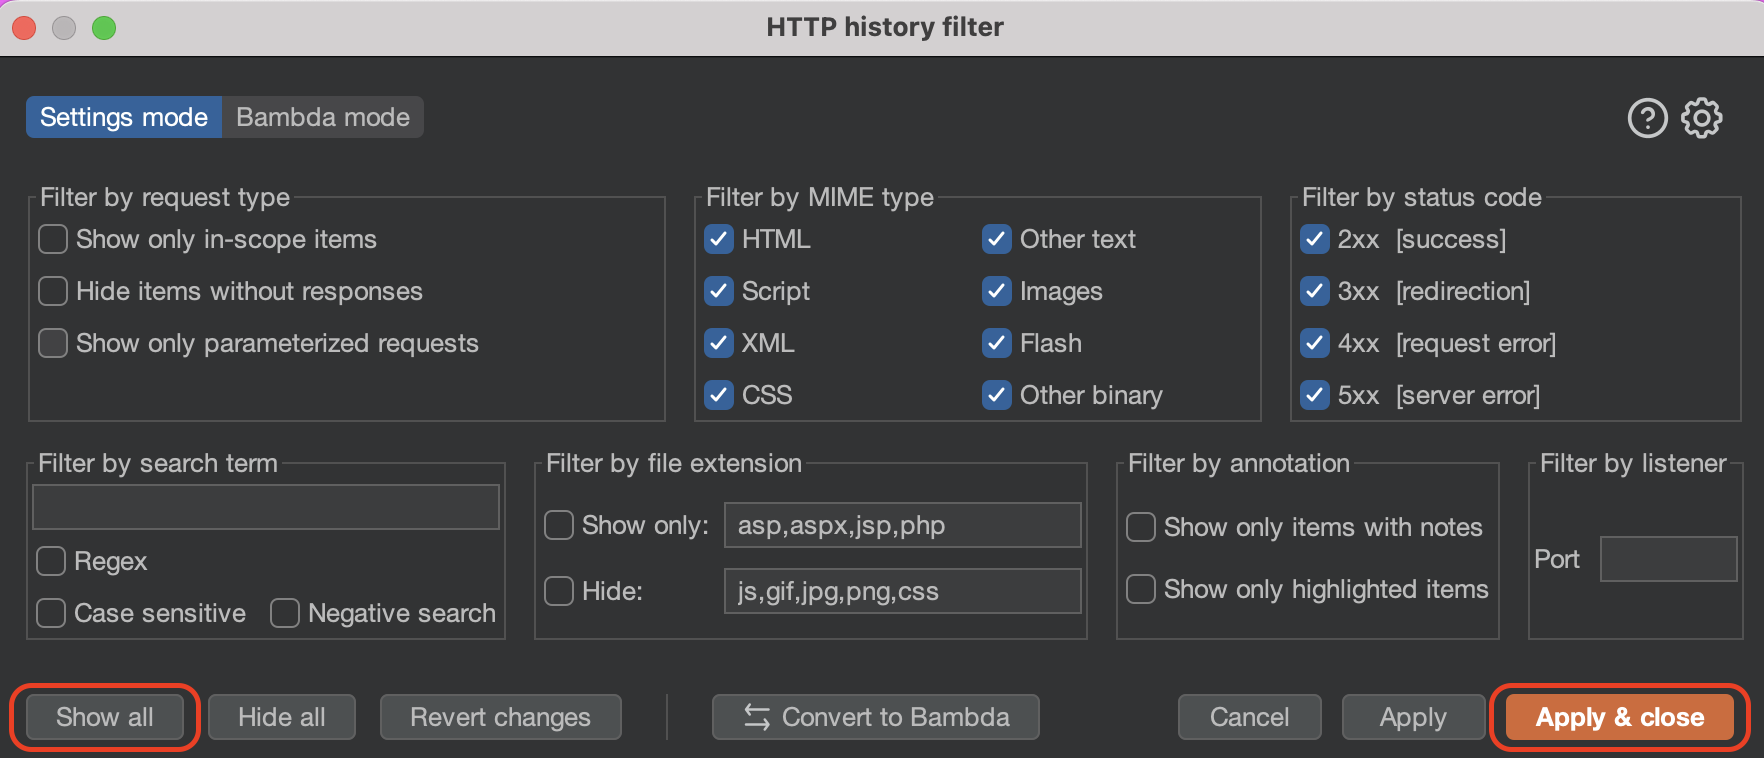 HTTP history filter
Settings mode Bambda mode
Filter by request type
Show only in-scope items
Hide items without responses
Show only parameterized requests
Filter by MIME type
HTML Other text
Script Images
XML Flash
CSS Other binary
Filter by status code
2xx [success]
3xx [redirection]
4xx [request error]
5xx [server error]
Filter by search term
Regex
Case sensitive Negative search
Filter by file extension
Show only: asp,aspx,jsp,php
Hide: js,gif,jpg,png,css
Filter by annotation
Show only items with notes
Show only highlighted items
Filter by listener
Port
Show all Hide all Revert changes Convert to Bambda Cancel Apply Apply & close